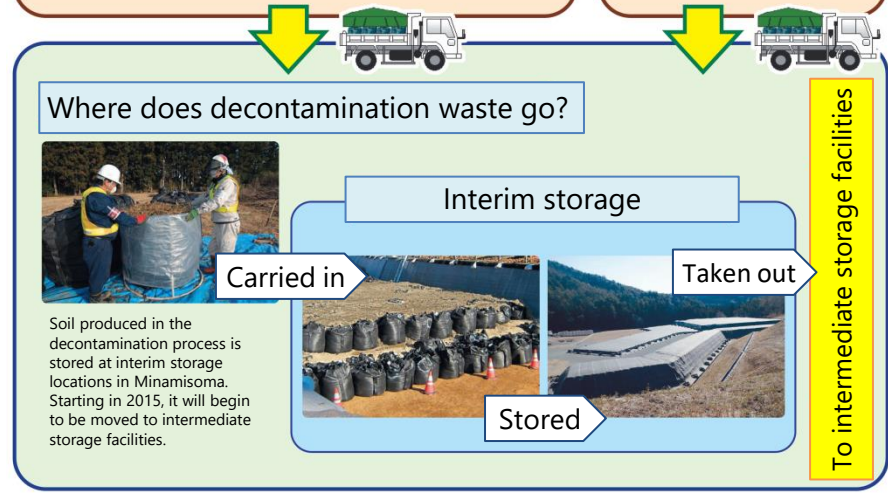 Where does decontamination waste go?
Interim storage
Carried in
Taken out
Stored
Soil produced in the
decontamination process is
stored at interim storage
locations in Minamisoma.
Starting in 2015, it will begin
to be moved to intermediate
storage facilities.
To intermediate storage facilities